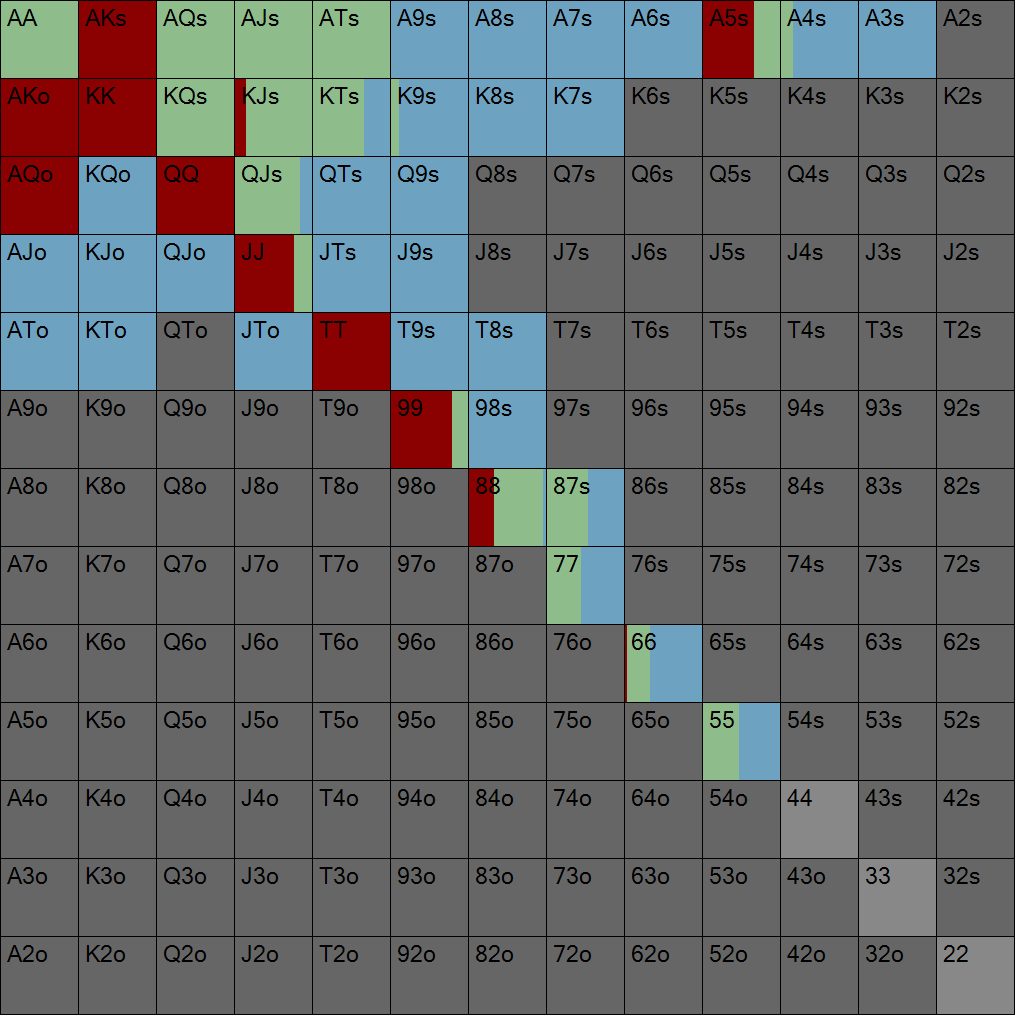 AA AKs AQs AJs ATs A9s A8s A7s A6s A5s A4s A3s A2s
AKo KK KQs KJs KTs K9s K8s K7s K6s K5s K4s K3s K2s
AQo KQo QQ QJs QTs Q9s Q8s Q7s Q6s Q5s Q4s Q3s Q2s
AJo KJo QJo JJ JTs J9s J8s J7s J6s J5s J4s J3s J2s
ATo KTo QTo JTo TT T9s T8s T7s T6s T5s T4s T3s T2s
A9o K9o Q9o J9o T9o 99 98s 97s 96s 95s 94s 93s 92s
A8o K8o Q8o J8o T8o 98o 88 87s 86s 85s 84s 83s 82s
A7o K7o Q7o J7o T7o 97o 87o 77 76s 75s 74s 73s 72s
A6o K6o Q6o J6o T6o 96o 86o 76o 66 65s 64s 63s 62s
A5o K5o Q5o J5o T5o 95o 85o 75o 65o 55 54s 53s 52s
A4o K4o Q4o J4o T4o 94o 84o 74o 64o 54o 44 43s 42s
A3o K3o Q3o J3o T3o 93o 83o 73o 63o 53o 43o 33 32s
A2o K2o Q2o J2o T2o 92o 82o 72o 62o 52o 42o 32o 22